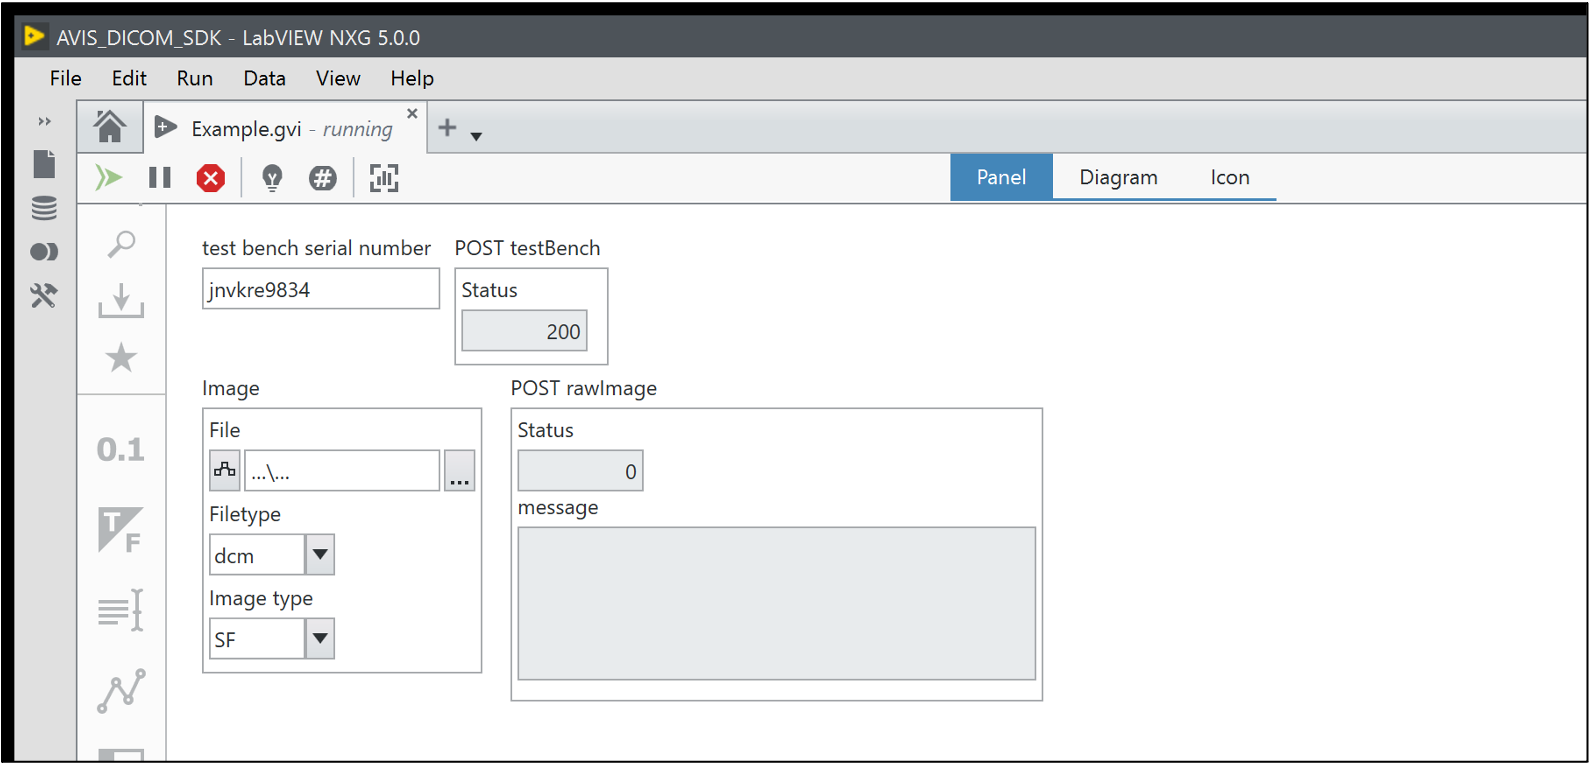 AVIS_DICOM_SDK - LabVIEW NXG 5.0.0
File Edit Run Data View Help
Example.gvi - running
Panel Diagram Icon
test bench serial number
jnvkre9834
POST testBench
Status
200
Image
File
...\...
...
Filetype
dcm
Image type
SF
POST rawImage
Status
0
message
0.1
T
F